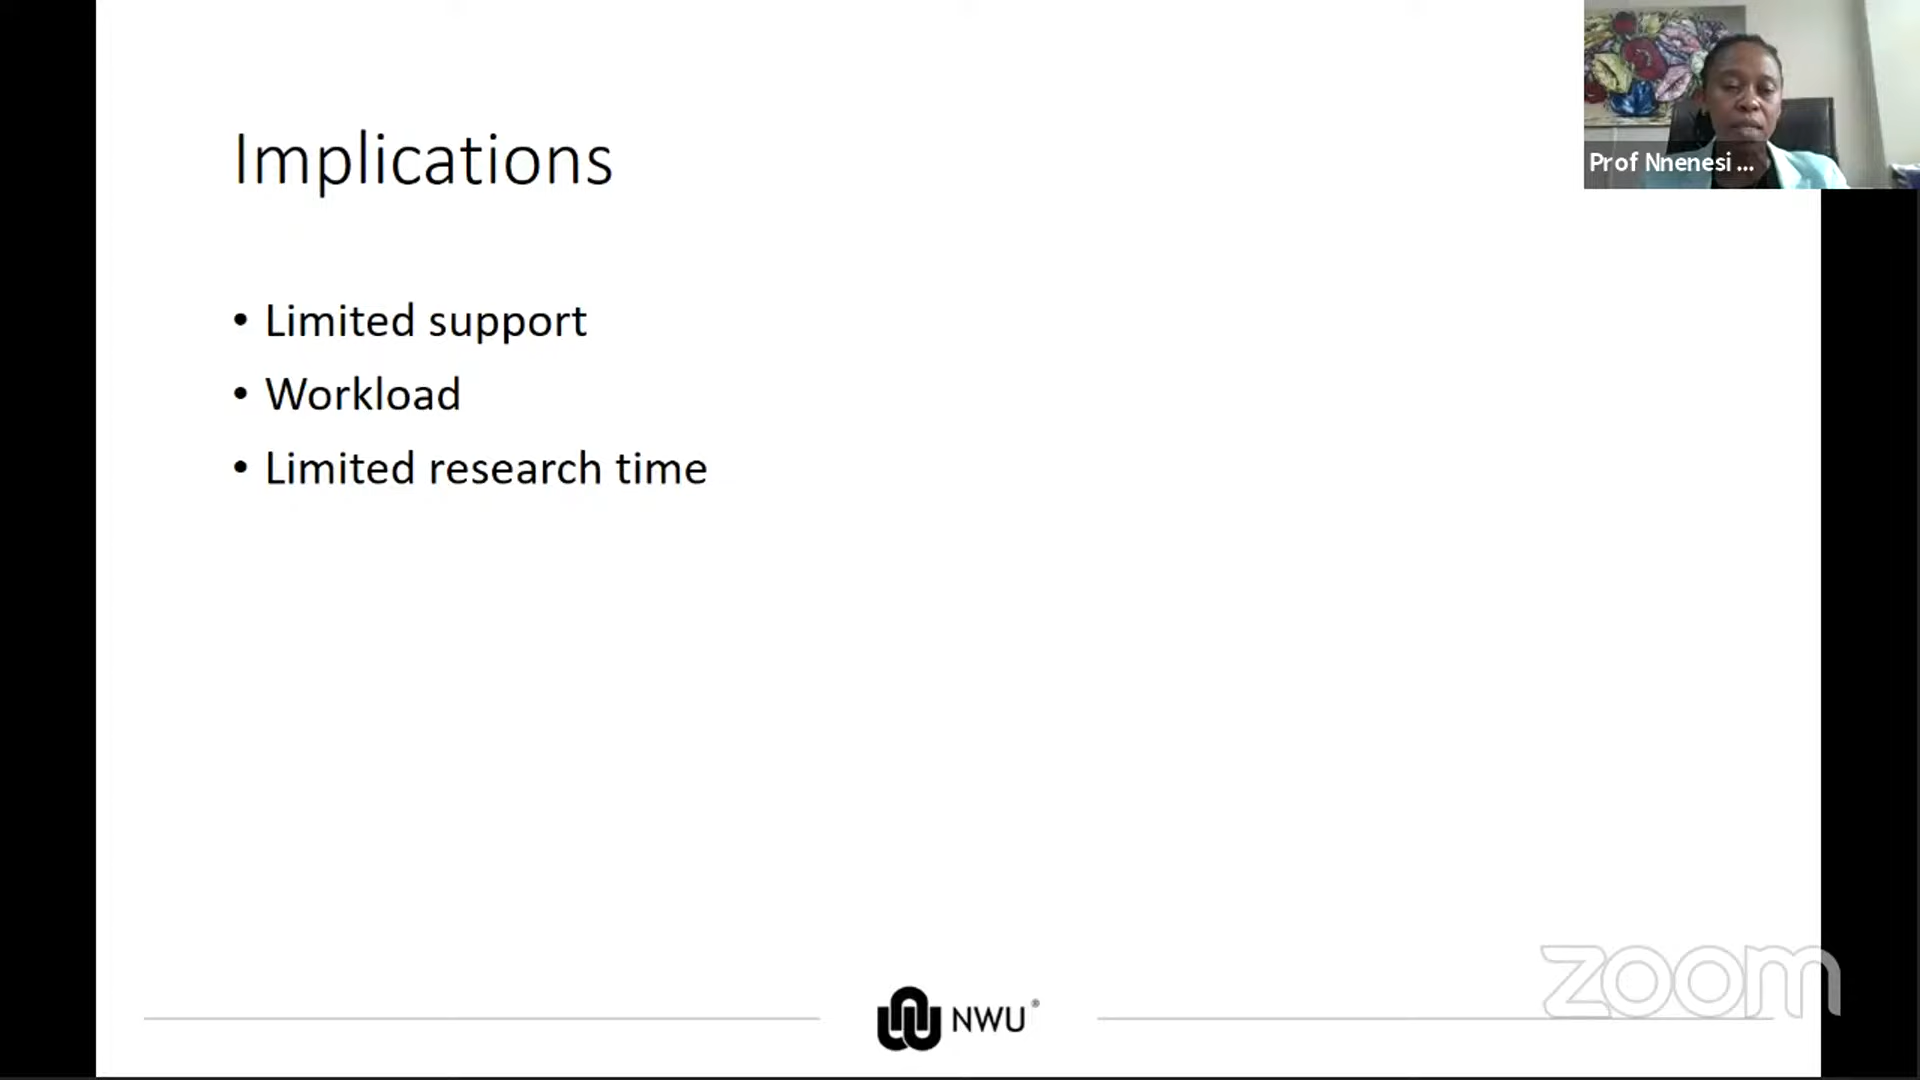 Prof Nnenesi ...
Implications
• Limited support
• Workload
• Limited research time
NWU®
zoom